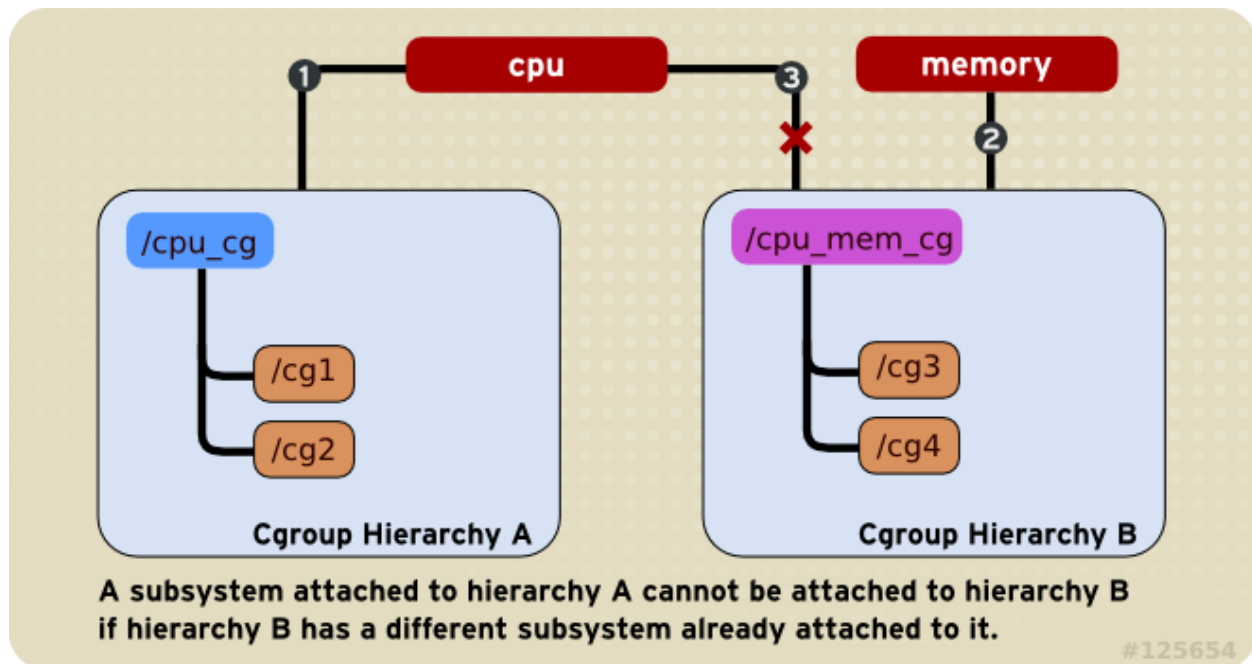 1
cpu
3
memory
2
/cpu_cg
/cg1
/cg2
Cgroup Hierarchy A
/cpu_mem_cg
/cg3
/cg4
Cgroup Hierarchy B
A subsystem attached to hierarchy A cannot be attached to hierarchy B
if hierarchy B has a different subsystem already attached to it.
#125654